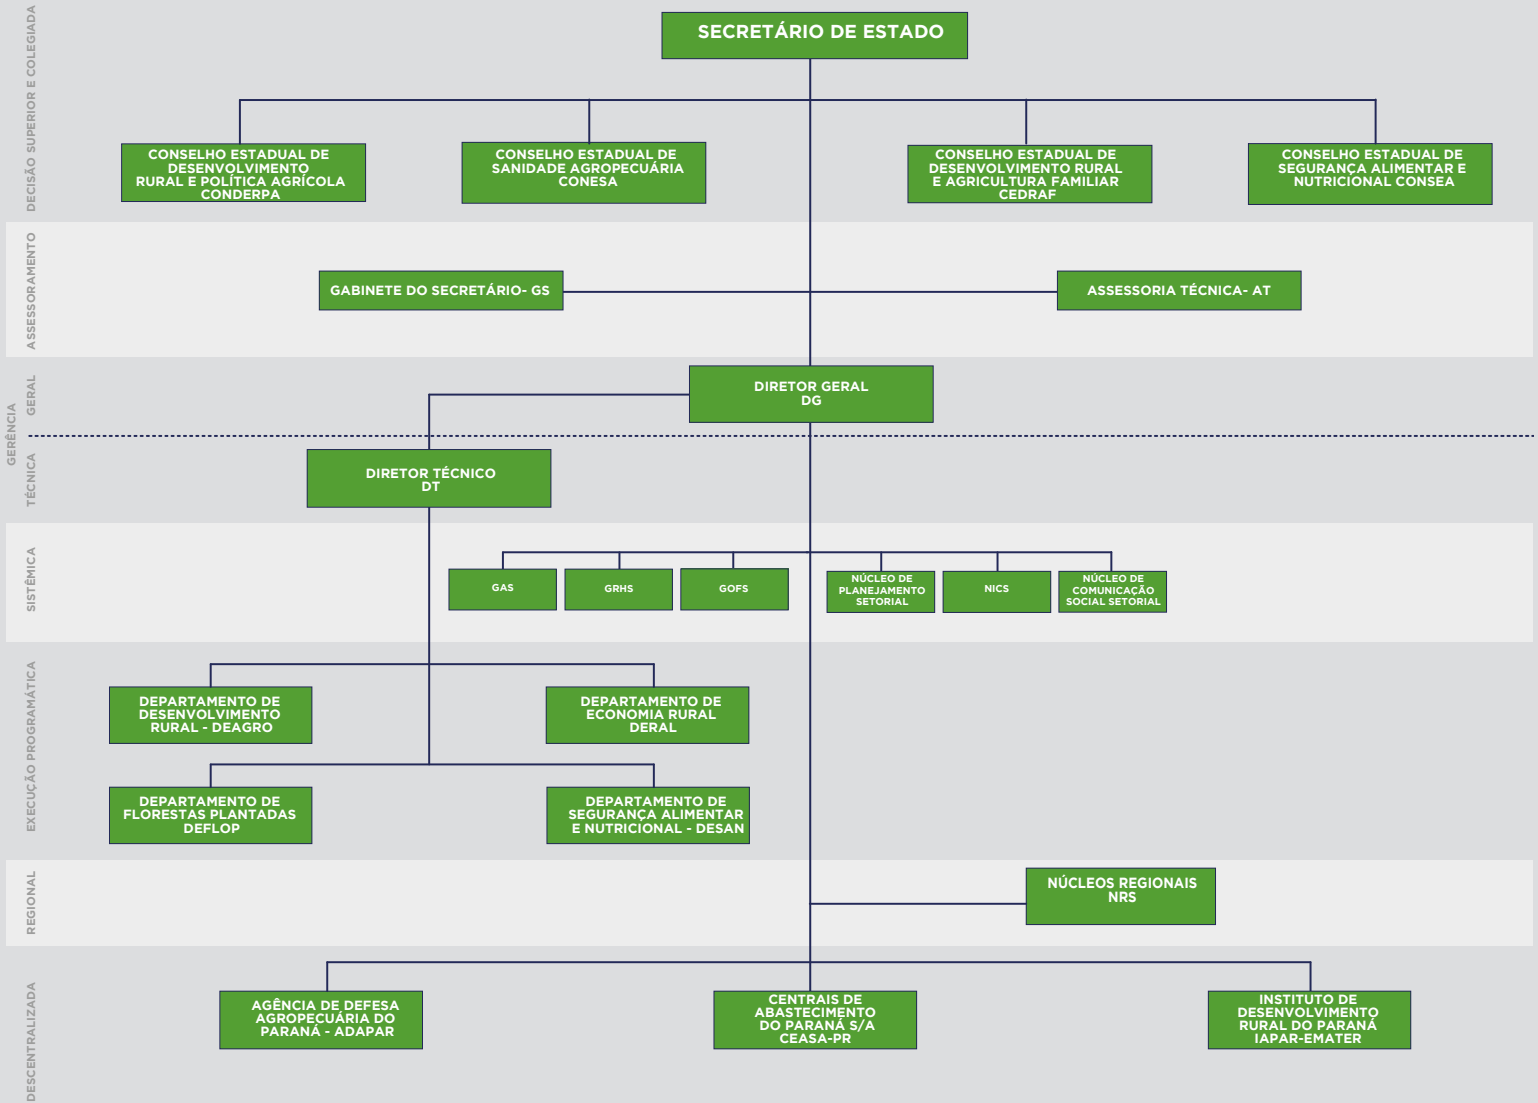 DECISÃO SUPERIOR E COLEGIADA
SECRETÁRIO DE ESTADO
CONSELHO ESTADUAL DE
DESENVOLVIMENTO
RURAL E POLÍTICA AGRÍCOLA
CONDERPA
CONSELHO ESTADUAL DE
SANIDADE AGROPECUÁRIA
CONESA
CONSELHO ESTADUAL DE
DESENVOLVIMENTO RURAL
E AGRICULTURA FAMILIAR
CEDRAF
CONSELHO ESTADUAL DE
SEGURANÇA ALIMENTAR E
NUTRICIONAL CONSEA
ASSESSORAMENTO
GABINETE DO SECRETÁRIO- GS
ASSESSORIA TÉCNICA- AT
GERÊNCIA
GERAL
DIRETOR GERAL
DG
TÉCNICA
DIRETOR TÉCNICO
DT
SISTÊMICA
GAS
GRHS
GOFS
NÚCLEO DE
PLANEJAMENTO
SETORIAL
NICS
NÚCLEO DE
COMUNICAÇÃO
SOCIAL SETORIAL
EXECUÇÃO PROGRAMÁTICA
DEPARTAMENTO DE
DESENVOLVIMENTO
RURAL - DEAGRO
DEPARTAMENTO DE
ECONOMIA RURAL
DERAL
DEPARTAMENTO DE
FLORESTAS PLANTADAS
DEFLOP
DEPARTAMENTO DE
SEGURANÇA ALIMENTAR
E NUTRICIONAL - DESAN
REGIONAL
NÚCLEOS REGIONAIS
NRS
DESCENTRALIZADA
AGÊNCIA DE DEFESA
AGROPECUÁRIA DO
PARANÁ - ADAPAR
CENTRAIS DE
ABASTECIMENTO
DO PARANÁ S/A
CEASA-PR
INSTITUTO DE
DESENVOLVIMENTO
RURAL DO PARANÁ
IAPAR-EMATER